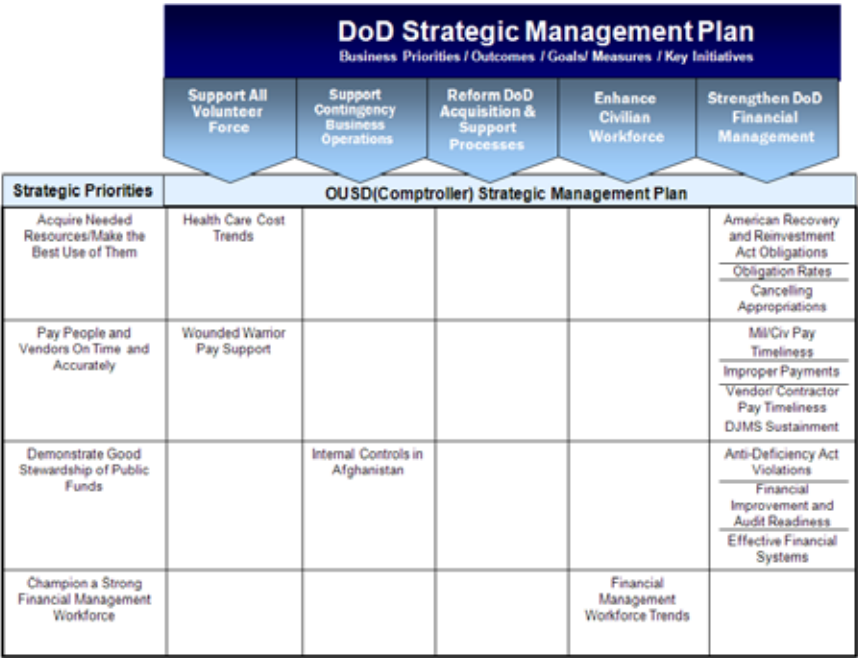 DoD Strategic Management Plan
Business Priorities / Outcomes / Goals/ Measures / Key Initiatives
Support All
Volunteer
Force
Support
Contingency
Business
Operations
Reform DoD
Acquisition &
Support
Processes
Enhance
Civilian
Workforce
Strengthen DoD
Financial
Management
Strategic Priorities
OUSD(Comptroller) Strategic Management Plan
Acquire Needed
Resources/Make the
Best Use of Them
Health Care Cost
Trends
American Recovery
and Reinvestment
Act Obligations
Obligation Rates
Cancelling
Appropriations
Pay People and
Vendors On Time and
Accurately
Wounded Warrior
Pay Support
Mil/Civ Pay
Timeliness
Improper Payments
Vendor/ Contractor
Pay Timeliness
DJMS Sustainment
Demonstrate Good
Stewardship of Public
Funds
Internal Controls in
Afghanistan
Anti-Deficiency Act
Violations
Financial
Improvement and
Audit Readiness
Effective Financial
Systems
Champion a Strong
Financial Management
Workforce
Financial
Management
Workforce Trends